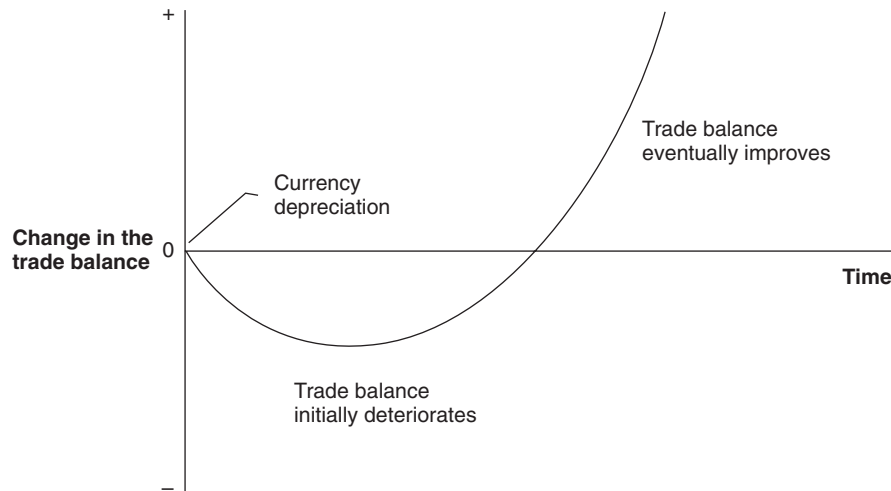 +
Trade balance
eventually improves
Currency
depreciation
Change in the
trade balance
0
Time
Trade balance
initially deteriorates
–